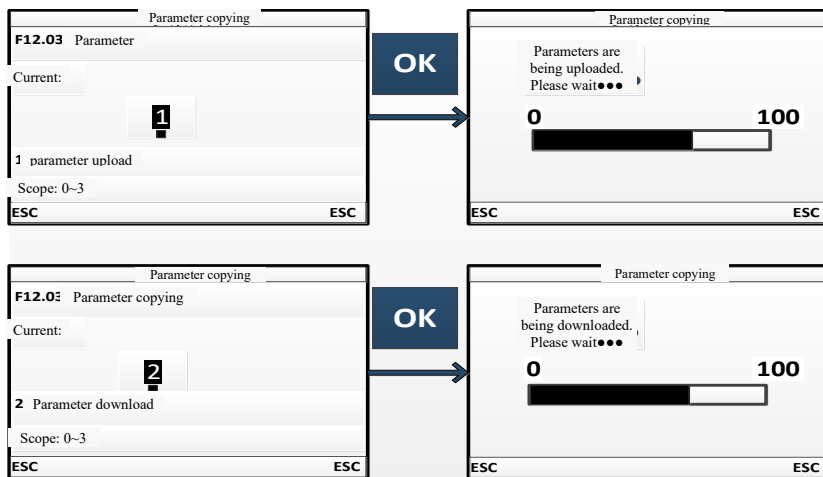 Parameter copying
F12.03 Parameter
Current:
1
1 parameter upload
Scope: 0~3
ESC ESC
OK
Parameter copying
Parameters are
being uploaded.
Please wait●●●
0 100
ESC ESC
Parameter copying
F12.03 Parameter copying
Current:
2
2 Parameter download
Scope: 0~3
ESC ESC
OK
Parameter copying
Parameters are
being downloaded.
Please wait●●●
0 100
ESC ESC